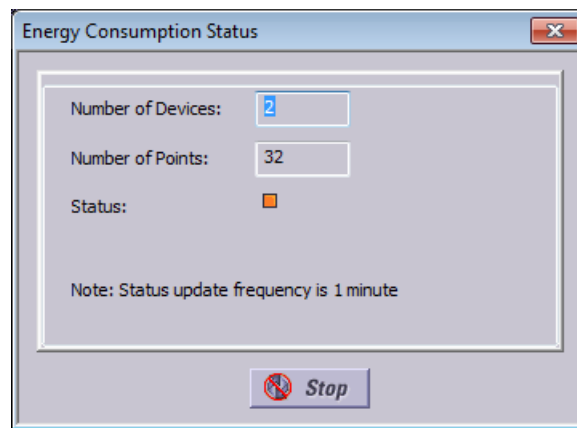 Energy Consumption Status
Number of Devices: 2
Number of Points: 32
Status:
Note: Status update frequency is 1 minute
Stop